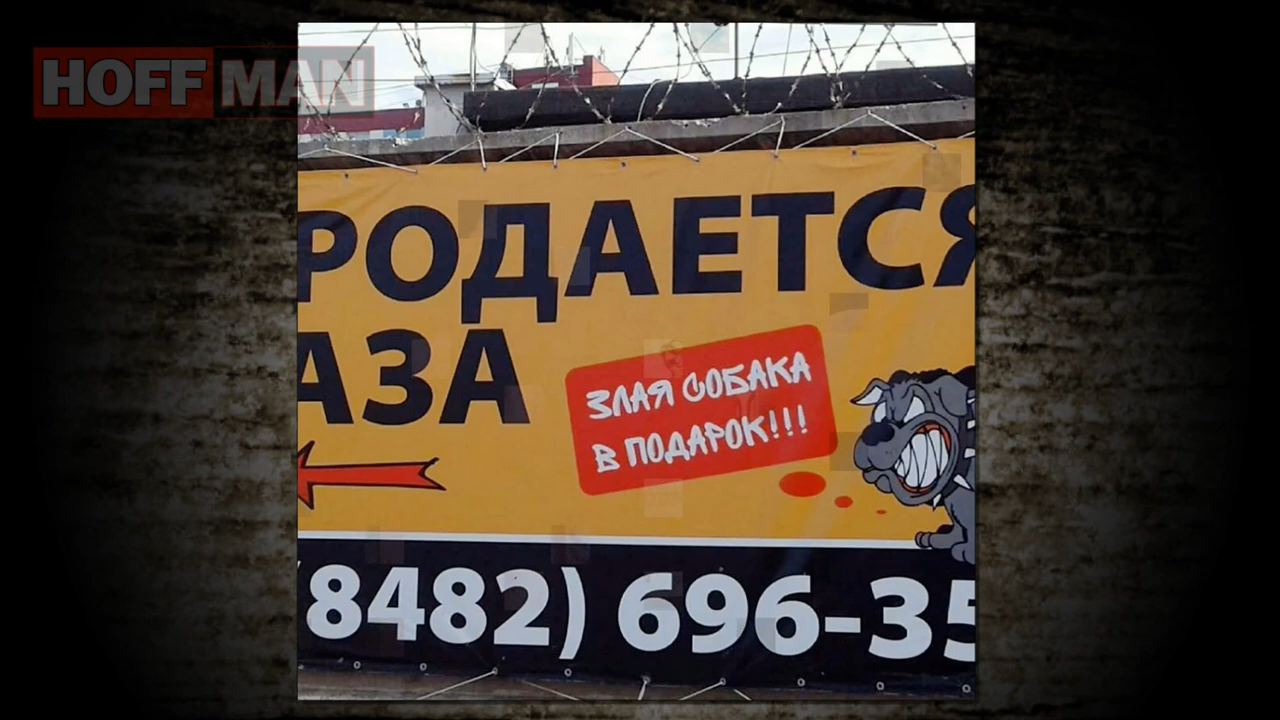 HOFFMAN
РОДАЕТСЯ
АЗА
ЗЛАЯ СОБАКА
В ПОДАРОК!!!
(8482) 696-35